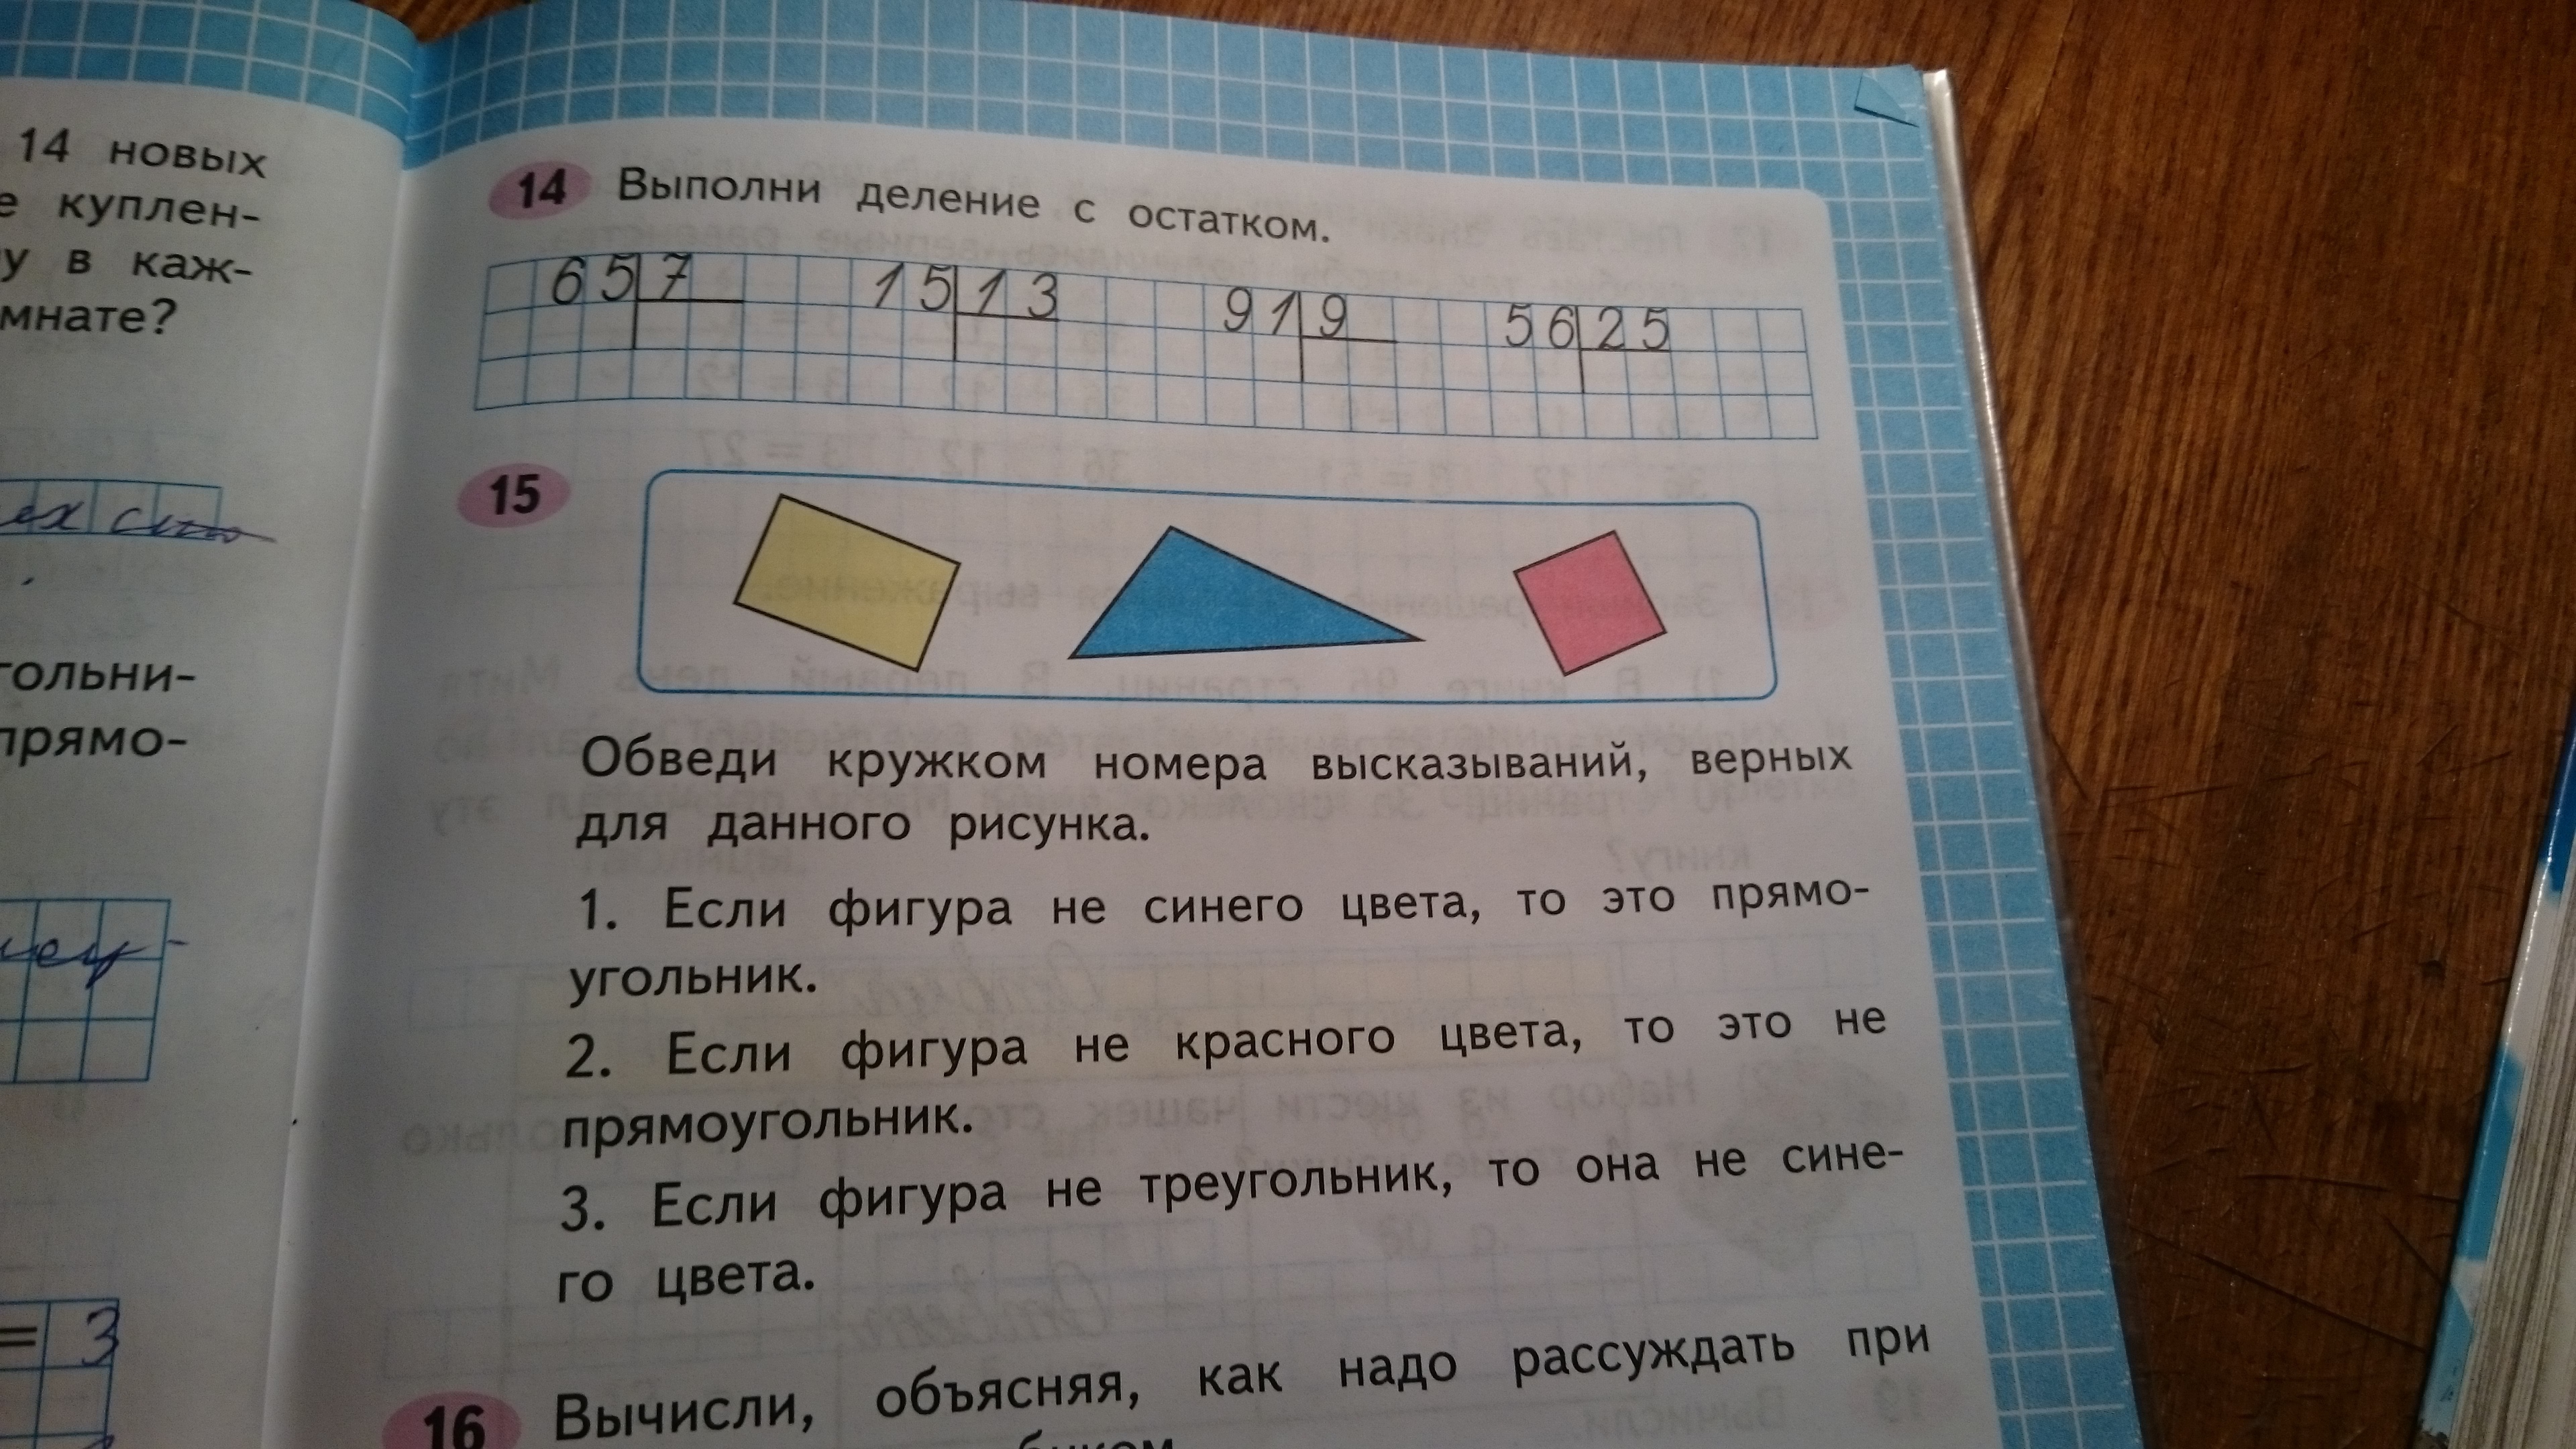 14 новых
е куплен-
у в каж-
мнате?
гольни-
прямо-
= 3
14 Выполни деление с остатком.
65 7 15 13 91 9 56 25
15
Обведи кружком номера высказываний, верных
для данного рисунка.
1. Если фигура не синего цвета, то это прямо-
угольник.
2. Если фигура не красного цвета, то это не
прямоугольник.
3. Если фигура не треугольник, то она не сине-
го цвета.
16 Вычисли, объясняя, как надо рассуждать при